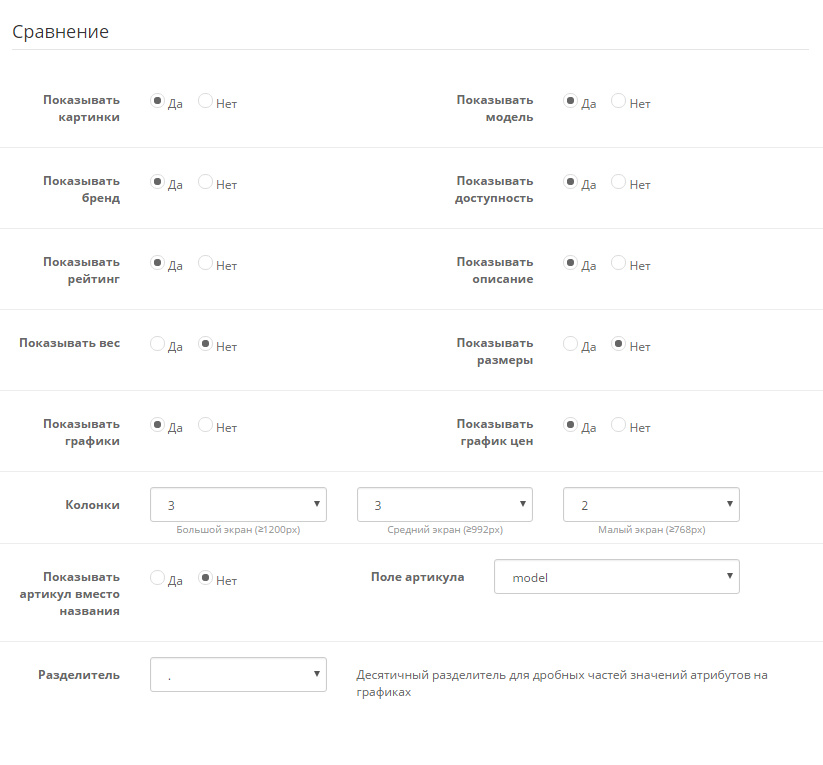 Сравнение
Показывать
картинки
Да Нет
Показывать
модель
Да Нет
Показывать
бренд
Да Нет
Показывать
доступность
Да Нет
Показывать
рейтинг
Да Нет
Показывать
описание
Да Нет
Показывать вес
Да Нет
Показывать
размеры
Да Нет
Показывать
графики
Да Нет
Показывать
график цен
Да Нет
Колонки
3
Большой экран (≥1200px)
3
Средний экран (≥992px)
2
Малый экран (≥768px)
Показывать
артикул вместо
названия
Да Нет
Поле артикула
model
Разделитель
.
Десятичный разделитель для дробных частей значений атрибутов на
графиках